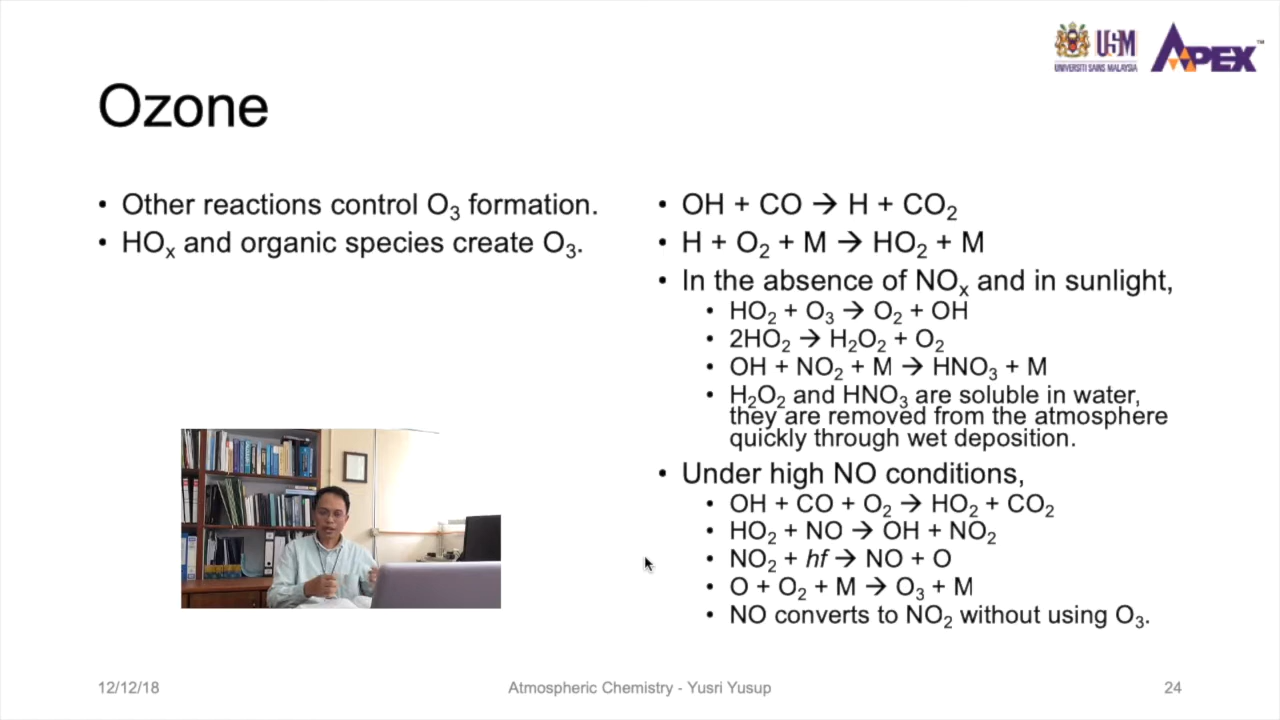 USM
UNIVERSITI SAINS MALAYSIA
APEX™
Ozone
• Other reactions control O₃ formation.
• HOₓ and organic species create O₃.
• OH + CO → H + CO₂
• H + O₂ + M → HO₂ + M
• In the absence of NOₓ and in sunlight,
• HO₂ + O₃ → O₂ + OH
• 2HO₂ → H₂O₂ + O₂
• OH + NO₂ + M → HNO₃ + M
• H₂O₂ and HNO₃ are soluble in water,
they are removed from the atmosphere
quickly through wet deposition.
• Under high NO conditions,
• OH + CO + O₂ → HO₂ + CO₂
• HO₂ + NO → OH + NO₂
• NO₂ + hf → NO + O
• O + O₂ + M → O₃ + M
• NO converts to NO₂ without using O₃.
12/12/18
Atmospheric Chemistry - Yusri Yusup
24